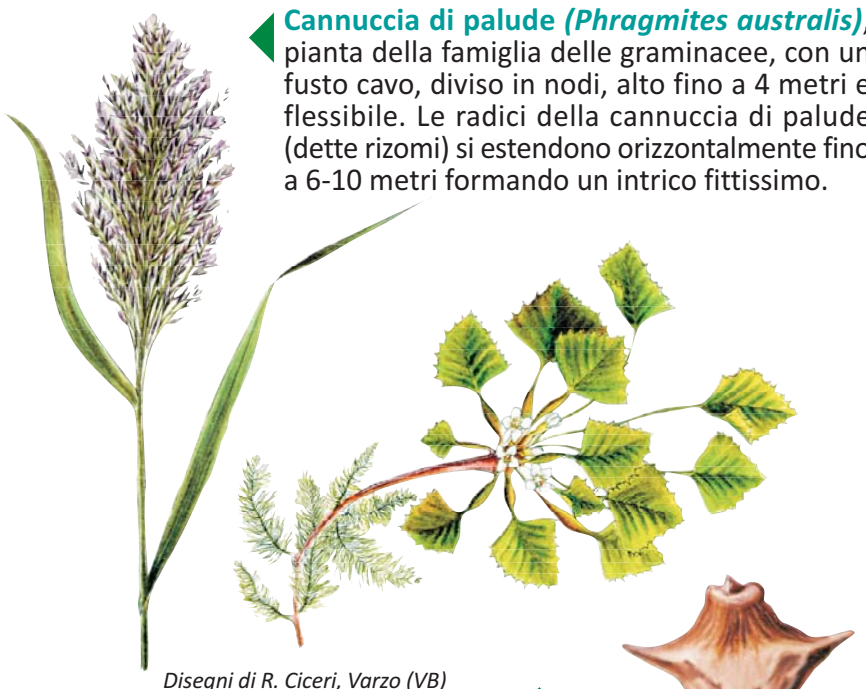 Cannuccia di palude (Phragmites australis),
pianta della famiglia delle graminacee, con un
fusto cavo, diviso in nodi, alto fino a 4 metri e
flessibile. Le radici della cannuccia di palude
(dette rizomi) si estendono orizzontalmente fino
a 6-10 metri formando un intrico fittissimo.
Disegni di R. Ciceri, Varzo (VB)